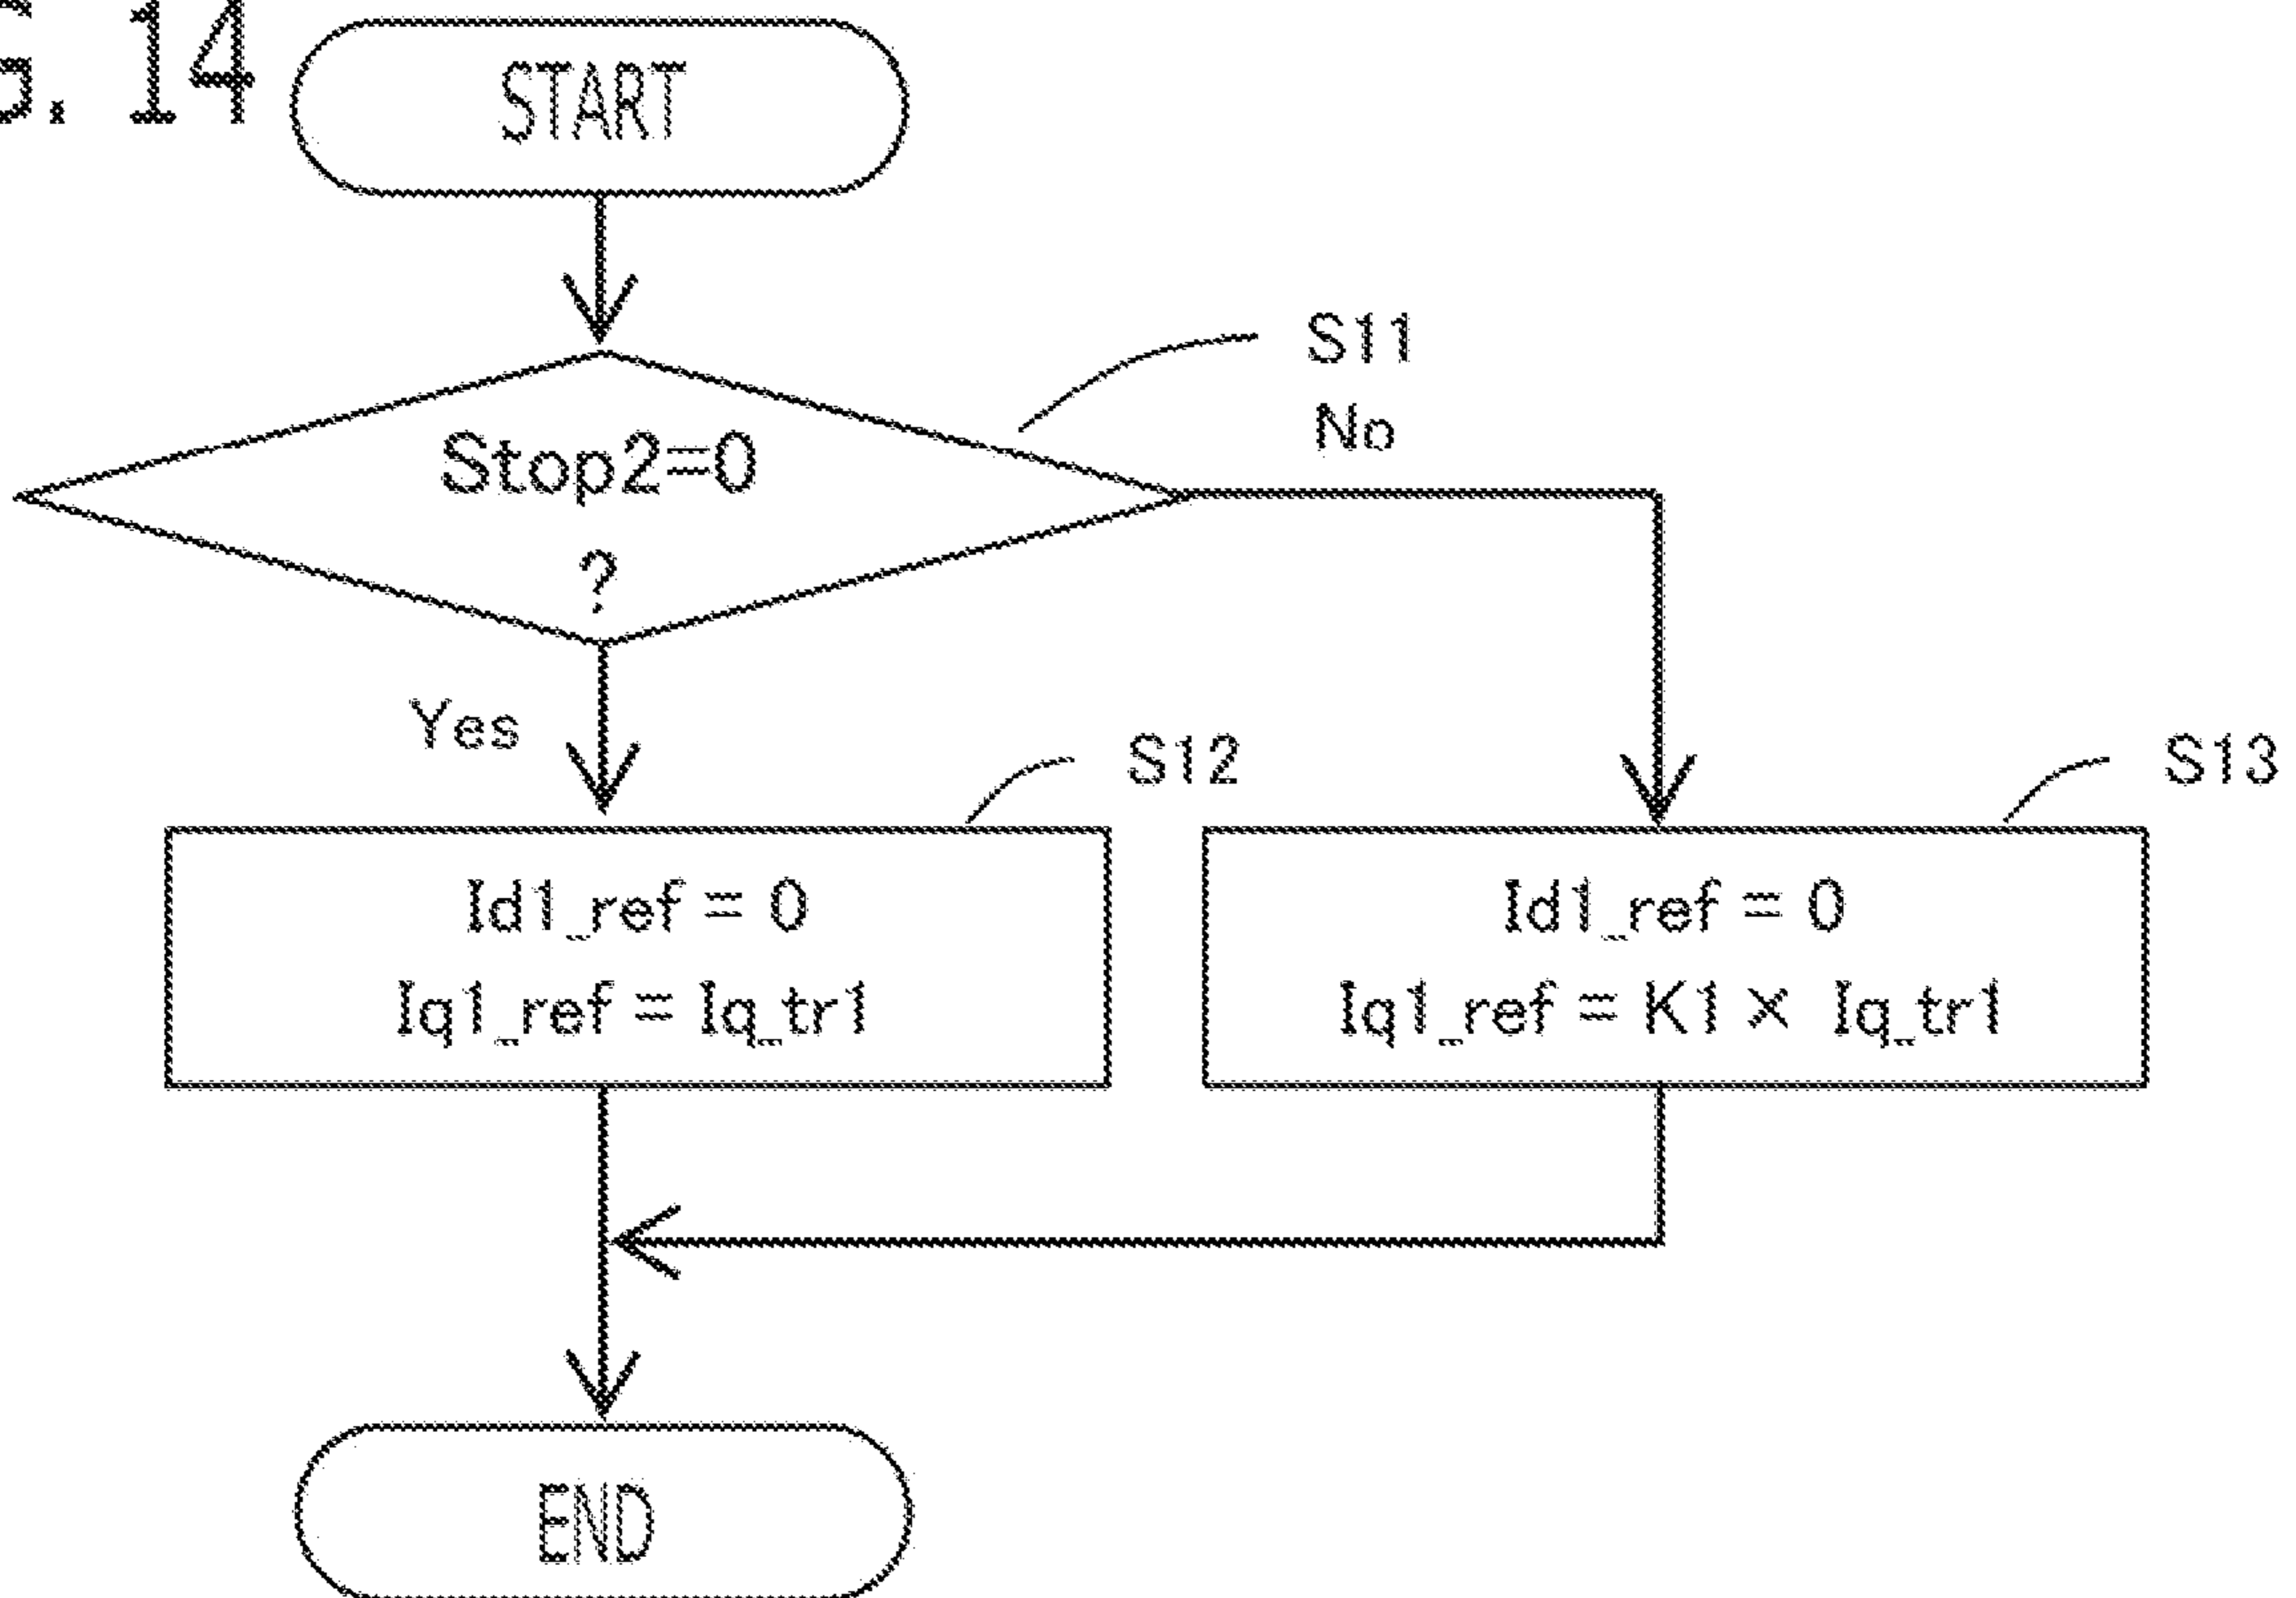 G. 14
START
S11
No
Stop2=0
?
Yes
S12
S13
Id1_ref = 0
Iq1_ref = Iq_tr1
Id1_ref = 0
Iq1_ref = K1 × Iq_tr1
END